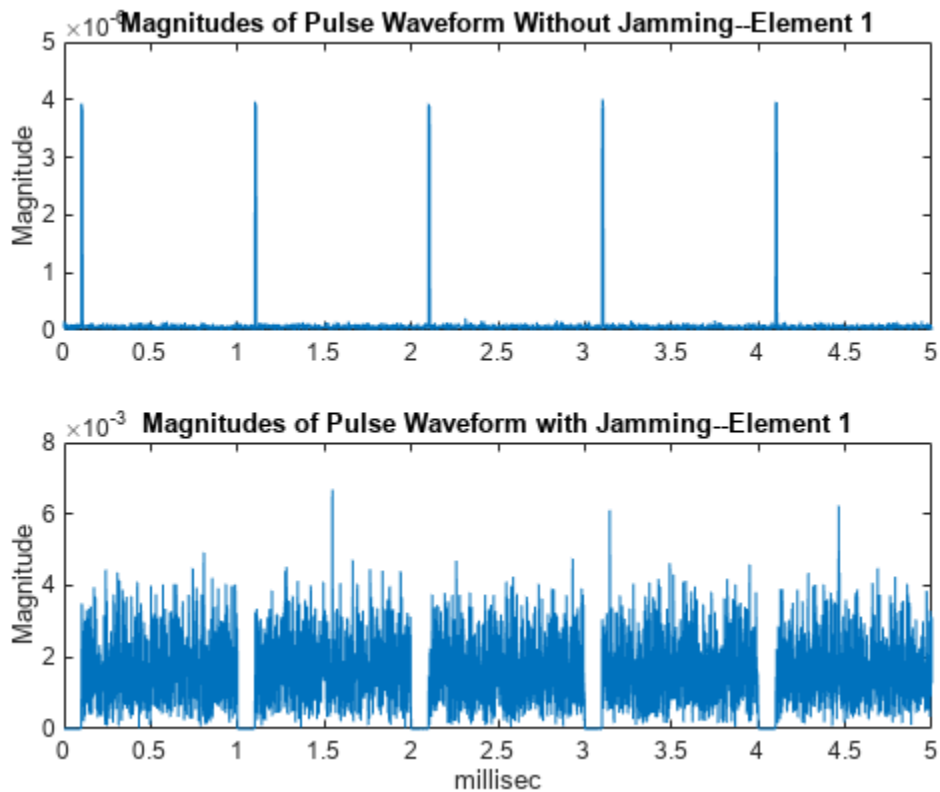 ×10-6
Magnitudes of Pulse Waveform Without Jamming--Element 1
5
4
3
2
1
0
Magnitude
0 0.5 1 1.5 2 2.5 3 3.5 4 4.5 5
×10-3
Magnitudes of Pulse Waveform with Jamming--Element 1
8
6
4
2
0
Magnitude
0 0.5 1 1.5 2 2.5 3 3.5 4 4.5 5
millisec